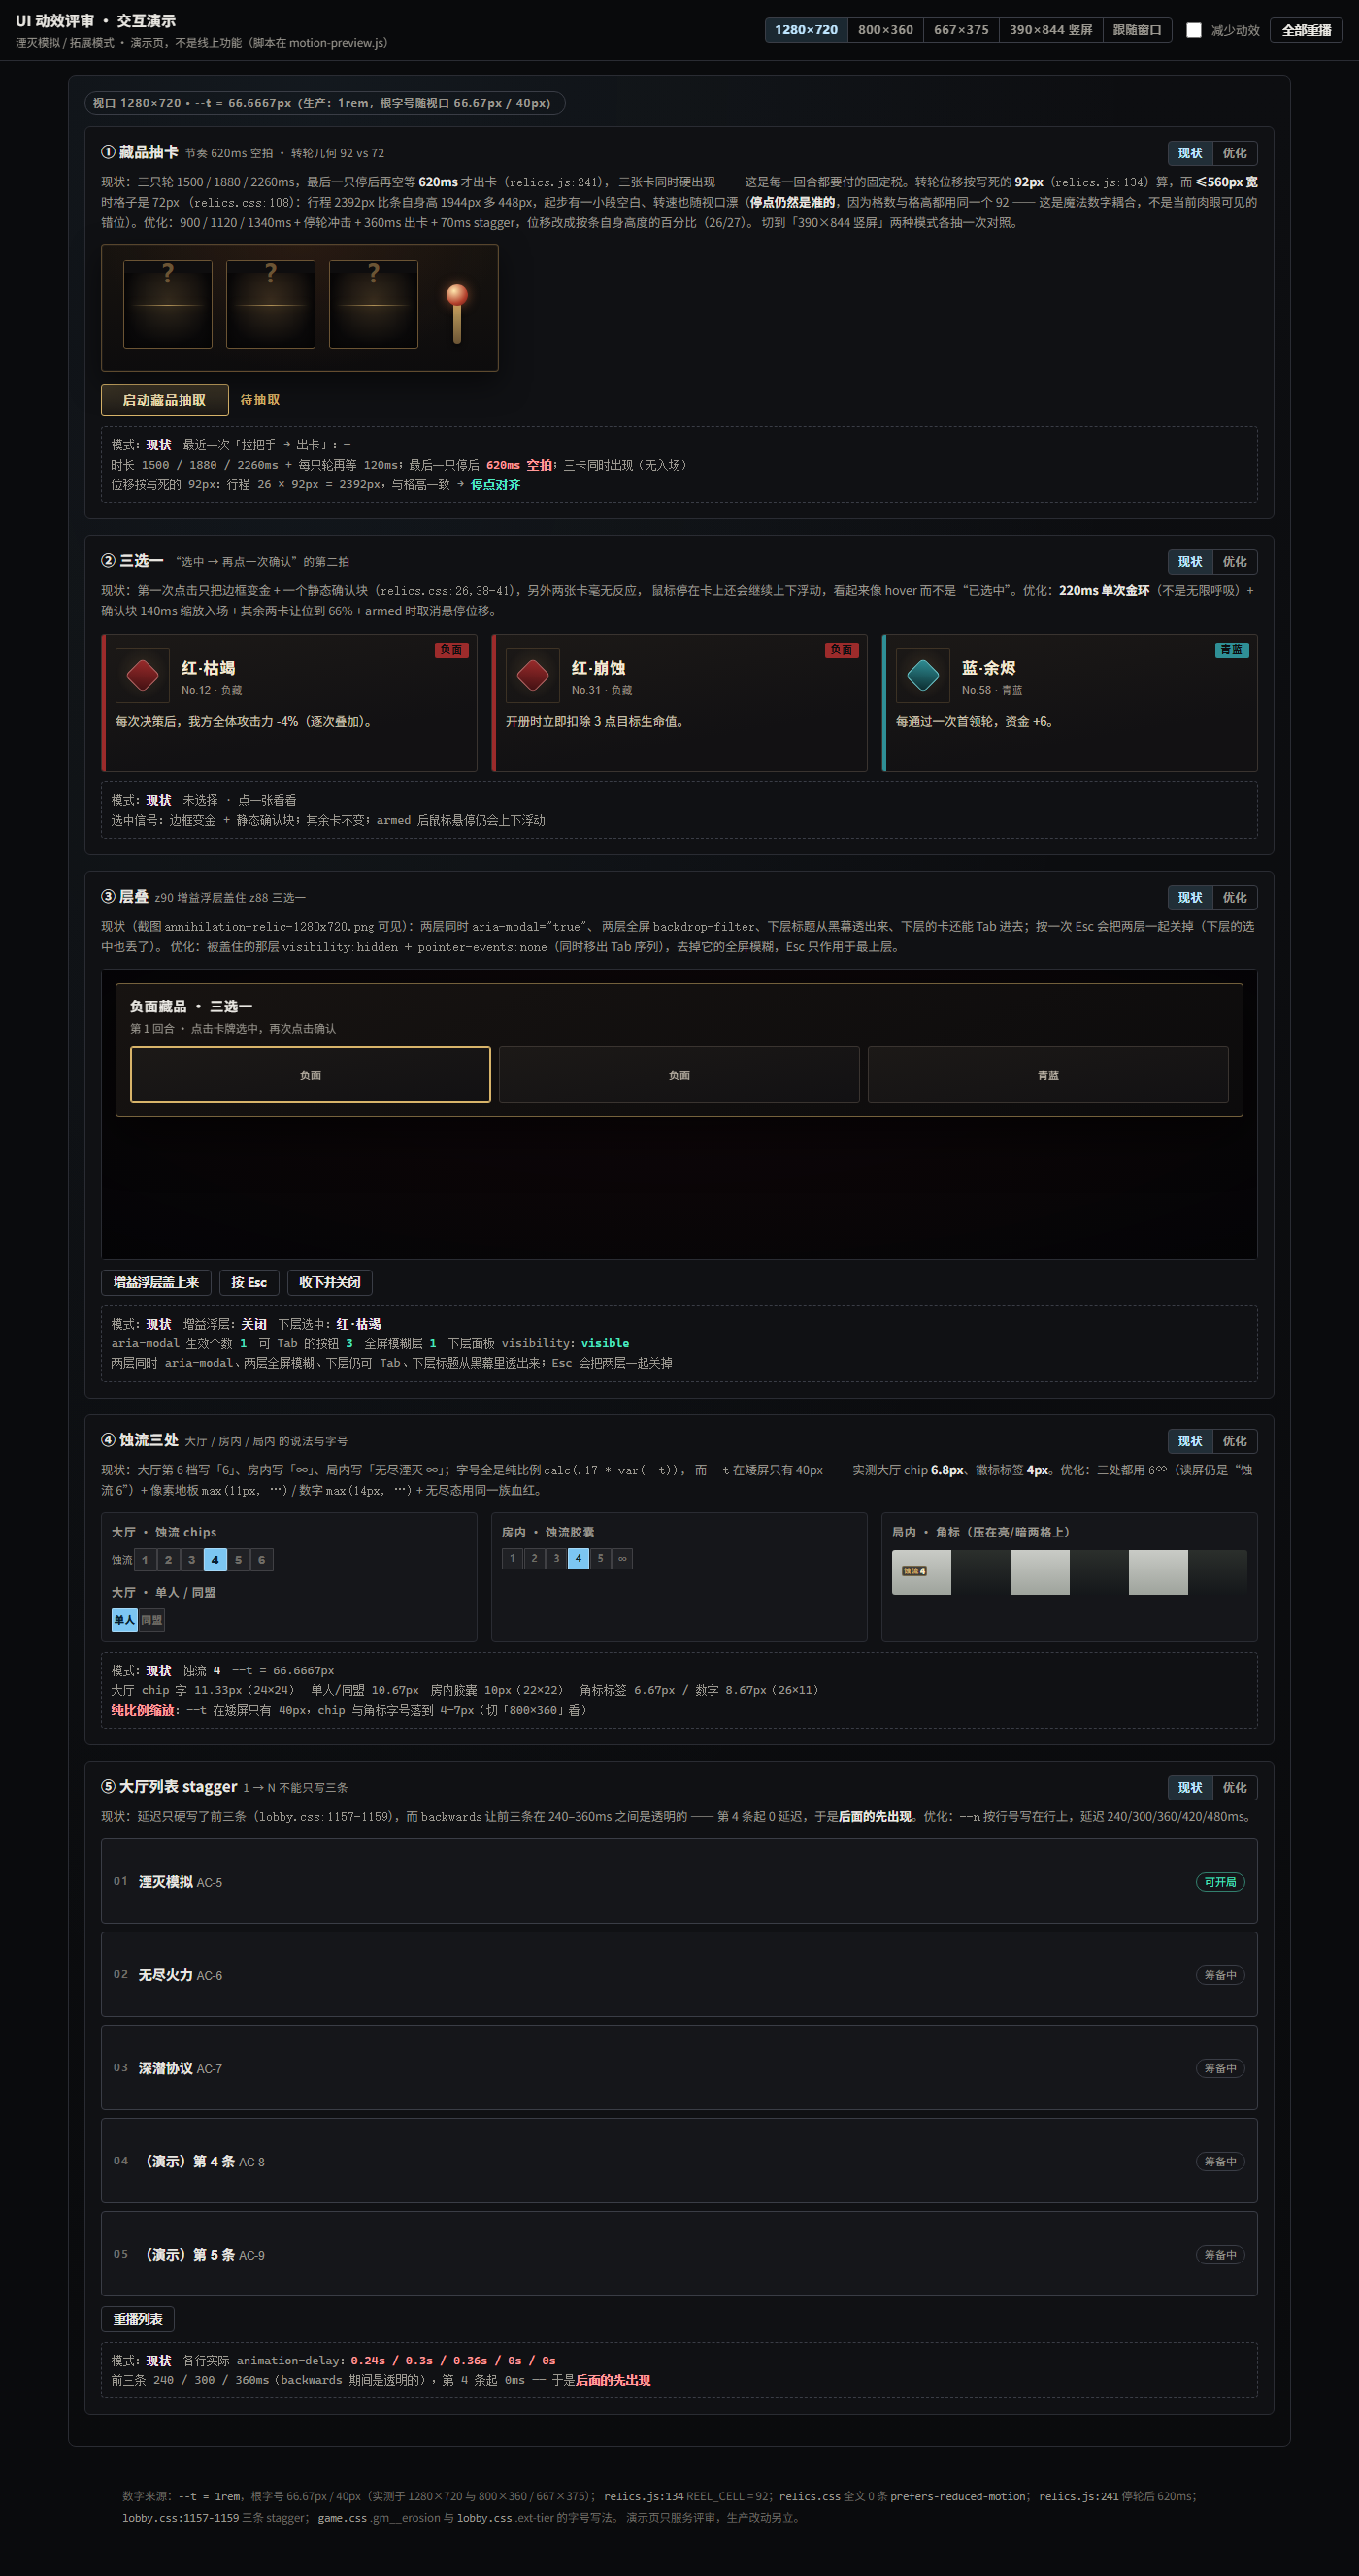 UI 动效评审 · 交互演示
湮灭模拟 / 拓展模式 · 演示页，不是线上功能（脚本在 motion-preview.js）
1280×720 800×360 667×375 390×844 竖屏 跟随窗口 减少动效 全部重播
视口 1280×720 · --t = 66.6667px（生产：1rem，根字号随视口 66.67px / 40px）
① 藏品抽卡 节奏 620ms 空拍 · 转轮几何 92 vs 72 现状 优化
现状：三只轮 1500 / 1880 / 2260ms，最后一只停后再空等 620ms 才出卡（relics.js:241），三张卡同时硬出现 —— 这是每一回合都要付的固定税。转轮位移按写死的 92px（relics.js:134）算，而 ≤560px 宽
时格子是 72px（relics.css:108）：行程 2392px 比条自身高 1944px 多 448px，起步有一小段空白、转速也随视口漂（停点仍然是准的，因为格数与格高都用同一个 92 —— 这是魔法数字耦合，不是当前肉眼可见的
错位）。优化：900 / 1120 / 1340ms + 停轮冲击 + 360ms 出卡 + 70ms stagger，位移改成按条自身高度的百分比（26/27）。 切到「390×844 竖屏」两种模式各抽一次对照。
? ? ?
启动藏品抽取 待抽取
模式：现状 最近一次「拉把手 → 出卡」：—
时长 1500 / 1880 / 2260ms + 每只轮再等 120ms；最后一只停后 620ms 空拍；三卡同时出现（无入场）
位移按写死的 92px：行程 26 × 92px = 2392px，与格高一致 → 停点对齐
② 三选一 “选中 → 再点一次确认”的第二拍 现状 优化
现状：第一次点击只把边框变金 + 一个静态确认块（relics.css:26,38-41），另外两张卡毫无反应， 鼠标停在卡上还会继续上下浮动，看起来像 hover 而不是“已选中”。优化：220ms 单次金环（不是无限呼吸）+
确认块 140ms 缩放入场 + 其余两卡让位到 66% + armed 时取消悬停位移。
红·枯竭 负面
No.12 · 负藏
每次决策后，我方全体攻击力 -4%（逐次叠加）。
红·崩蚀 负面
No.31 · 负藏
开册时立即扣除 3 点目标生命值。
蓝·余烬 青蓝
No.58 · 青蓝
每通过一次首领轮，资金 +6。
模式：现状 未选择 · 点一张看看
选中信号：边框变金 + 静态确认块；其余卡不变；armed 后鼠标悬停仍会上下浮动
③ 层叠 z90 增益浮层盖住 z88 三选一 现状 优化
现状（截图 annihilation-relic-1280x720.png 可见）：两层同时 aria-modal="true"、 两层全屏 backdrop-filter、下层标题从黑幕透出来、下层的卡还能 Tab 进去；按一次 Esc 会把两层一起关掉（下层的选
中也丢了）。 优化：被盖住的那层 visibility:hidden + pointer-events:none（同时移出 Tab 序列），去掉它的全屏模糊，Esc 只作用于最上层。
负面藏品 · 三选一
第 1 回合 · 点击卡牌选中，再次点击确认
负面 负面 青蓝
增益浮层盖上来 按 Esc 收下并关闭
模式：现状 增益浮层：关闭 下层选中：红·枯竭
aria-modal 生效个数 1 可 Tab 的按钮 3 全屏模糊层 1 下层面板 visibility：visible
两层同时 aria-modal、两层全屏模糊、下层仍可 Tab、下层标题从黑幕里透出来；Esc 会把两层一起关掉
④ 蚀流三处 大厅 / 房内 / 局内 的说法与字号 现状 优化
现状：大厅第 6 档写「6」、房内写「∞」、局内写「无尽湮灭 ∞」；字号全是纯比例 calc(.17 * var(--t))， 而 --t 在矮屏只有 40px —— 实测大厅 chip 6.8px、徽标标签 4px。优化：三处都用 6∞（读屏仍是“蚀
流 6”）+ 像素地板 max(11px, …) / 数字 max(14px, …) + 无尽态用同一族血红。
大厅 · 蚀流 chips
蚀流 1 2 3 4 5 6
大厅 · 单人 / 同盟
单人 同盟
房内 · 蚀流胶囊
1 2 3 4 5 ∞
局内 · 角标（压在亮/暗两格上）
蚀流 4
模式：现状 蚀流 4 --t = 66.6667px
大厅 chip 字 11.33px（24×24） 单人/同盟 10.67px 房内胶囊 10px（22×22） 角标标签 6.67px / 数字 8.67px（26×11）
纯比例缩放：--t 在矮屏只有 40px，chip 与角标字号落到 4-7px（切「800×360」看）
⑤ 大厅列表 stagger 1 → N 不能只写三条 现状 优化
现状：延迟只硬写了前三条（lobby.css:1157-1159），而 backwards 让前三条在 240–360ms 之间是透明的 —— 第 4 条起 0 延迟，于是后面的先出现。优化：--n 按行号写在行上，延迟 240/300/360/420/480ms。
01 湮灭模拟 AC-5 可开局
02 无尽火力 AC-6 筹备中
03 深潜协议 AC-7 筹备中
04 （演示）第 4 条 AC-8 筹备中
05 （演示）第 5 条 AC-9 筹备中
重播列表
模式：现状 各行实际 animation-delay：0.24s / 0.3s / 0.36s / 0s / 0s
前三条 240 / 300 / 360ms（backwards 期间是透明的），第 4 条起 0ms —— 于是后面的先出现
数字来源：--t = 1rem，根字号 66.67px / 40px（实测于 1280×720 与 800×360 / 667×375）；relics.js:134 REEL_CELL = 92；relics.css 全文 0 条 prefers-reduced-motion；relics.js:241 停轮后 620ms；
lobby.css:1157-1159 三条 stagger；game.css .gm__erosion 与 lobby.css .ext-tier 的字号写法。 演示页只服务评审，生产改动另立。